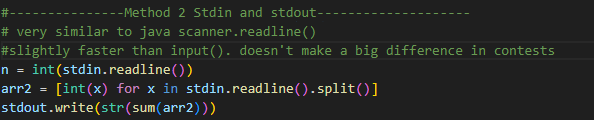 #---------------Method 2 Stdin and stdout--------------------
# very similar to java scanner.readline()
#slightly faster than input(). doesn't make a big difference in contests
n = int(stdin.readline())
arr2 = [int(x) for x in stdin.readline().split()]
stdout.write(str(sum(arr2)))